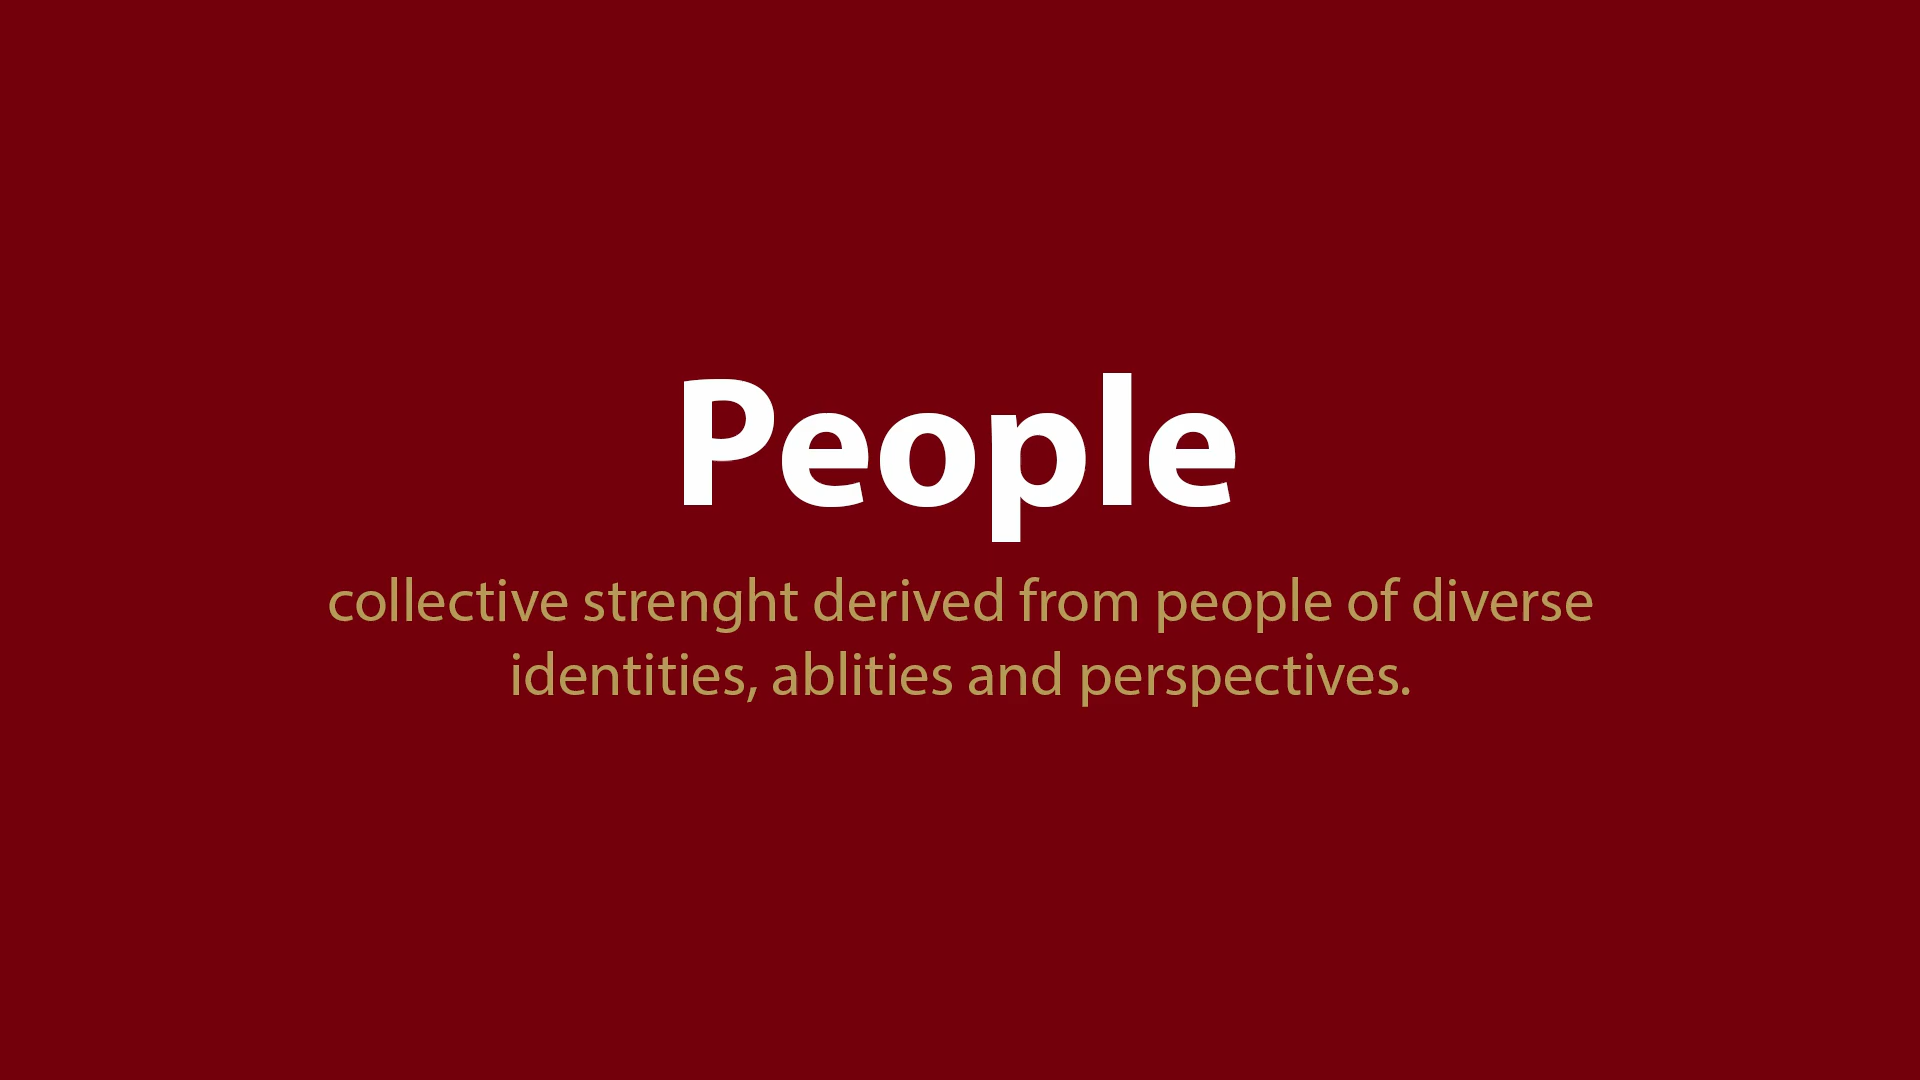 People
collective strenght derived from people of diverse
identities, ablities and perspectives.